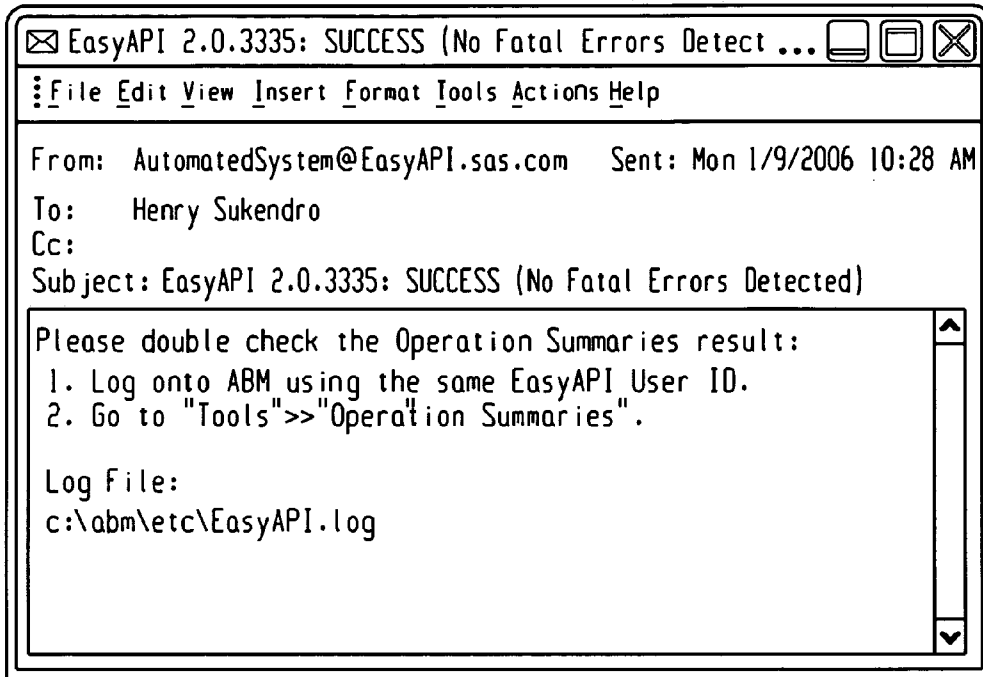 EasyAPI 2.0.3335: SUCCESS (No Fatal Errors Detect ...
File Edit View Insert Format Tools Actions Help
From: AutomatedSystem@EasyAPI.sas.com Sent: Mon 1/9/2006 10:28 AM
To: Henry Sukendro
Cc:
Subject: EasyAPI 2.0.3335: SUCCESS (No Fatal Errors Detected)
Please double check the Operation Summaries result:
1. Log onto ABM using the same EasyAPI User ID.
2. Go to "Tools">>"Operation Summaries".
Log File:
c:\abm\etc\EasyAPI.log